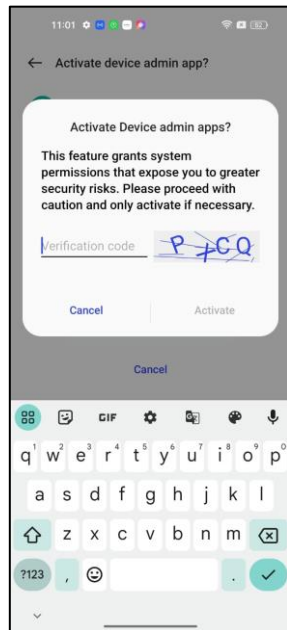 11:01
82
Activate device admin app?
Activate Device admin apps?
This feature grants system
permissions that expose you to greater
security risks. Please proceed with
caution and only activate if necessary.
Verification code
Cancel Activate
Cancel
GIF
q1 w2 e3 r4 t5 y6 u7 i8 o9 p0
a s d f g h j k l
z x c v b n m
?123 , .